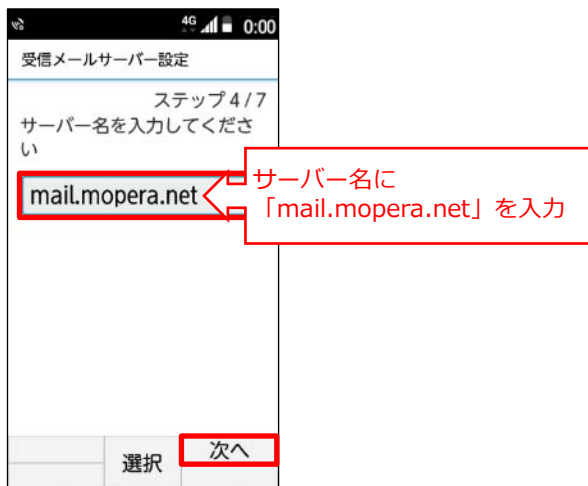 4G 0:00
受信メールサーバー設定
ステップ 4 / 7
サーバー名を入力してくださ
い
mail.mopera.net
サーバー名に
「mail.mopera.net」を入力
選択
次へ